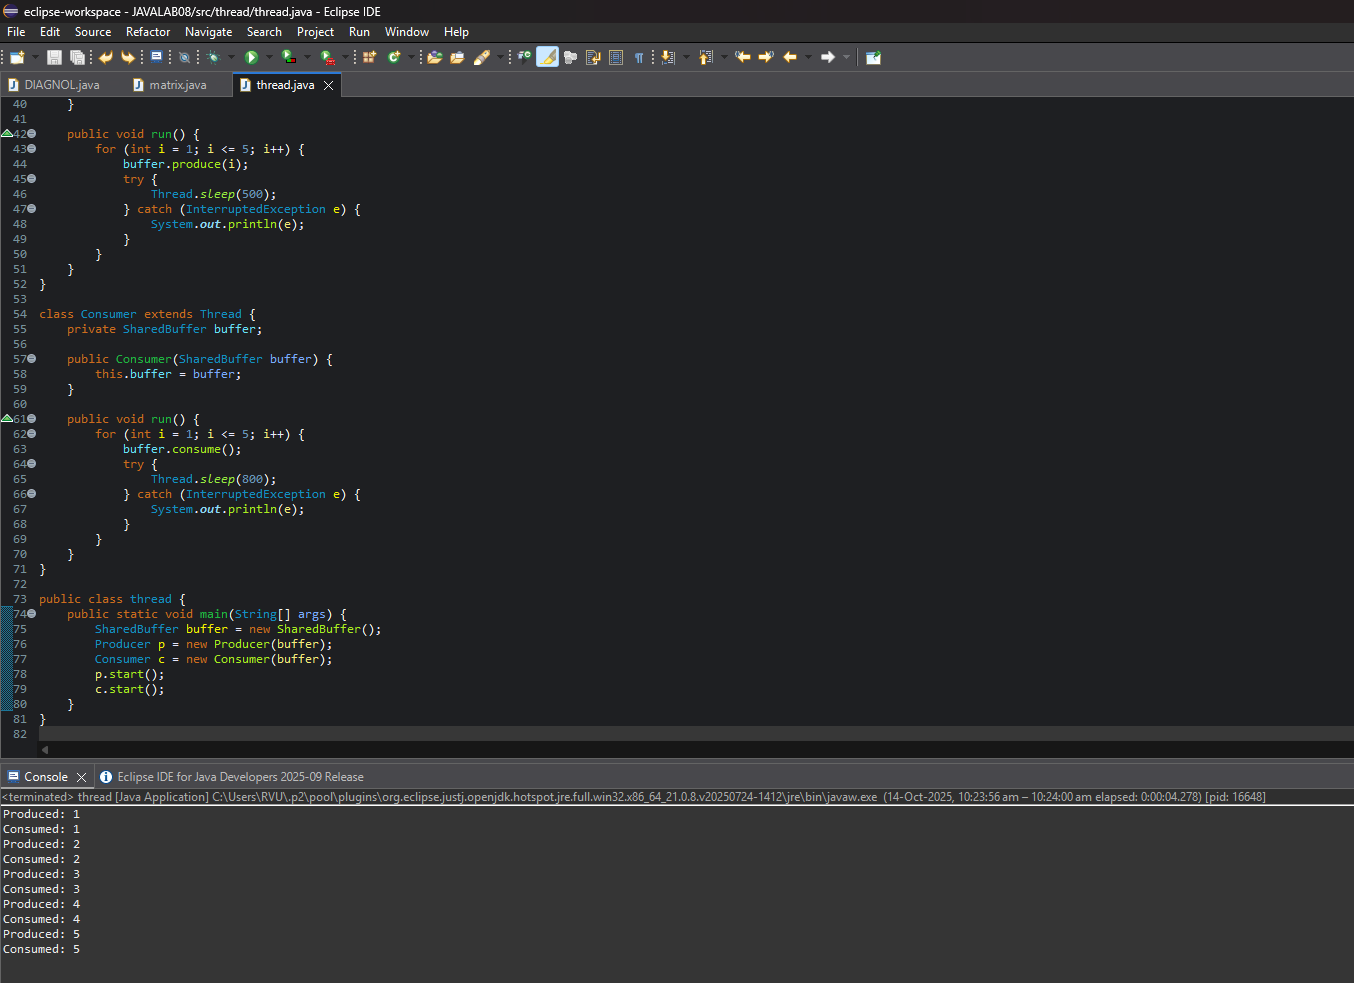 eclipse-workspace - JAVALAB08/src/thread/thread.java - Eclipse IDE
File Edit Source Refactor Navigate Search Project Run Window Help
DIAGNOL.java matrix.java thread.java
40 }
41
42 public void run() {
43 for (int i = 1; i <= 5; i++) {
44 buffer.produce(i);
45 try {
46 Thread.sleep(500);
47 } catch (InterruptedException e) {
48 System.out.println(e);
49 }
50 }
51 }
52 }
53
54 class Consumer extends Thread {
55 private SharedBuffer buffer;
56
57 public Consumer(SharedBuffer buffer) {
58 this.buffer = buffer;
59 }
60
61 public void run() {
62 for (int i = 1; i <= 5; i++) {
63 buffer.consume();
64 try {
65 Thread.sleep(800);
66 } catch (InterruptedException e) {
67 System.out.println(e);
68 }
69 }
70 }
71 }
72
73 public class thread {
74 public static void main(String[] args) {
75 SharedBuffer buffer = new SharedBuffer();
76 Producer p = new Producer(buffer);
77 Consumer c = new Consumer(buffer);
78 p.start();
79 c.start();
80 }
81 }
82
Console Eclipse IDE for Java Developers 2025-09 Release
<terminated> thread [Java Application] C:\Users\RVU\.p2\pool\plugins\org.eclipse.justj.openjdk.hotspot.jre.full.win32.x86_64_21.0.8.v20250724-1412\jre\bin\javaw.exe (14-Oct-2025, 10:23:56 am – 10:24:00 am elapsed: 0:00:04.278) [pid: 16648]
Produced: 1
Consumed: 1
Produced: 2
Consumed: 2
Produced: 3
Consumed: 3
Produced: 4
Consumed: 4
Produced: 5
Consumed: 5